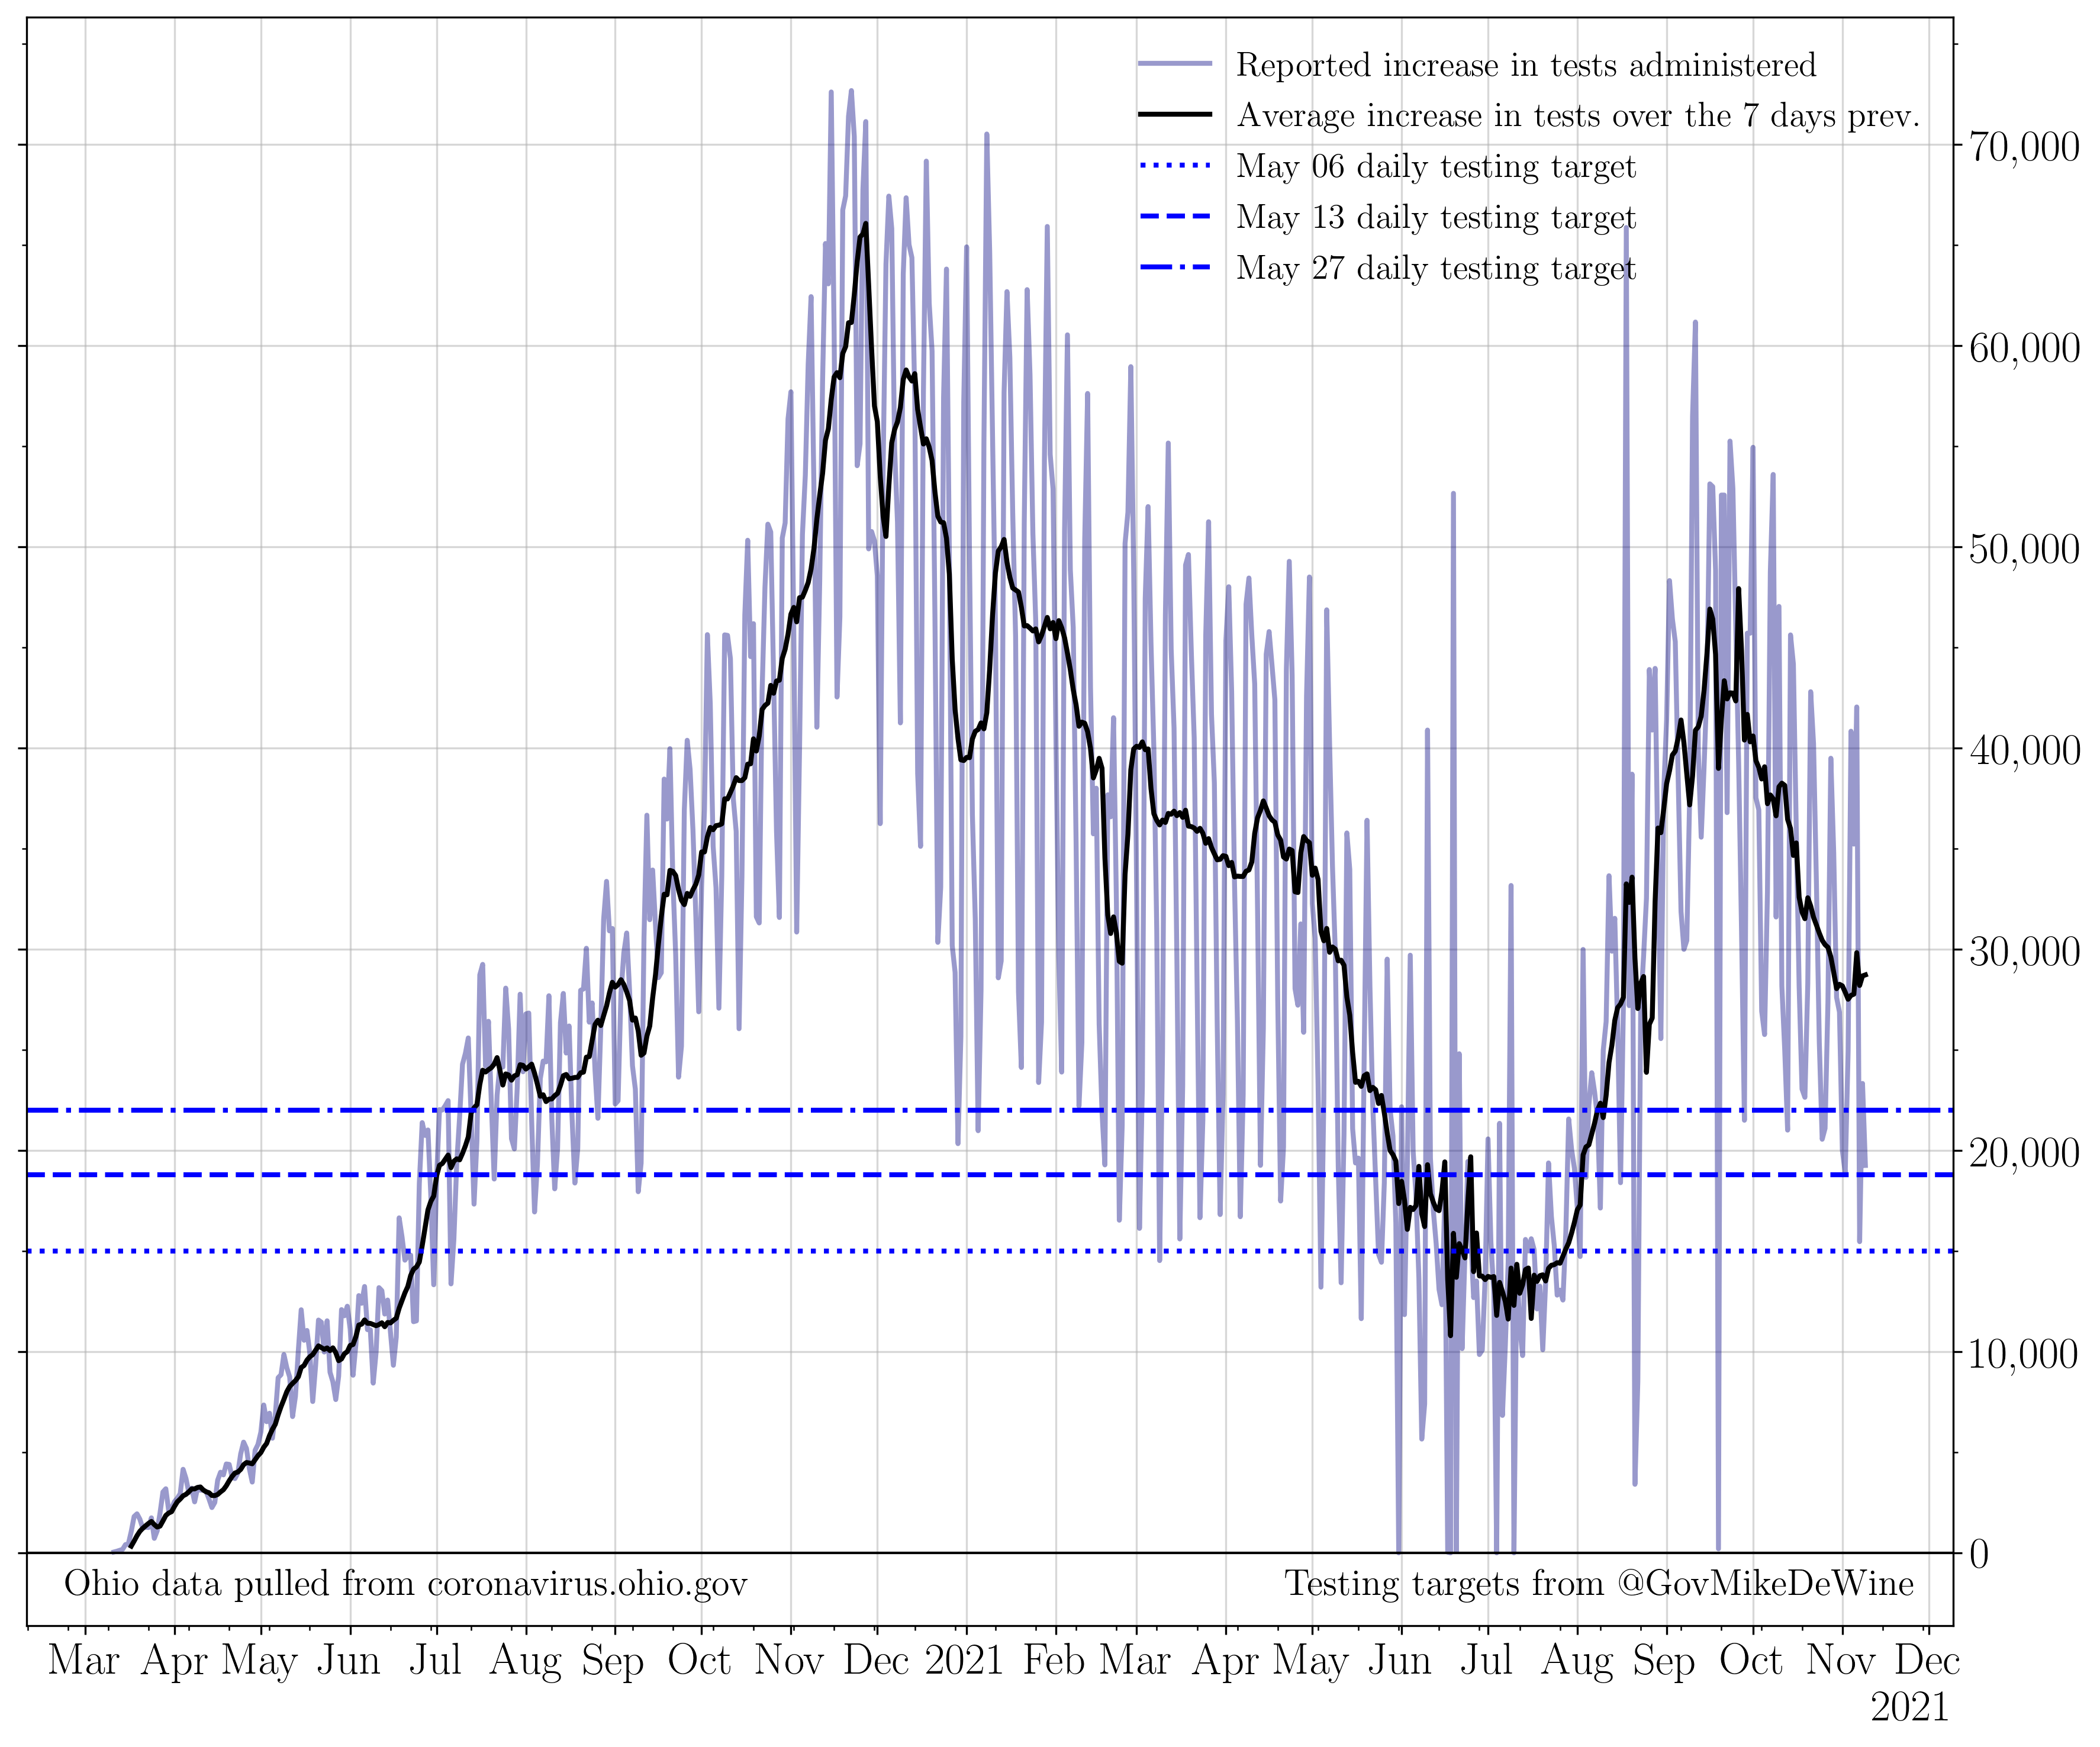 Reported increase in tests administered
Average increase in tests over the 7 days prev.
May 06 daily testing target
May 13 daily testing target
May 27 daily testing target
70,000
60,000
50,000
40,000
30,000
20,000
10,000
0
Ohio data pulled from coronavirus.ohio.gov
Testing targets from @GovMikeDeWine
Mar Apr May Jun Jul Aug Sep Oct Nov Dec 2021 Feb Mar Apr May Jun Jul Aug Sep Oct Nov Dec
2021